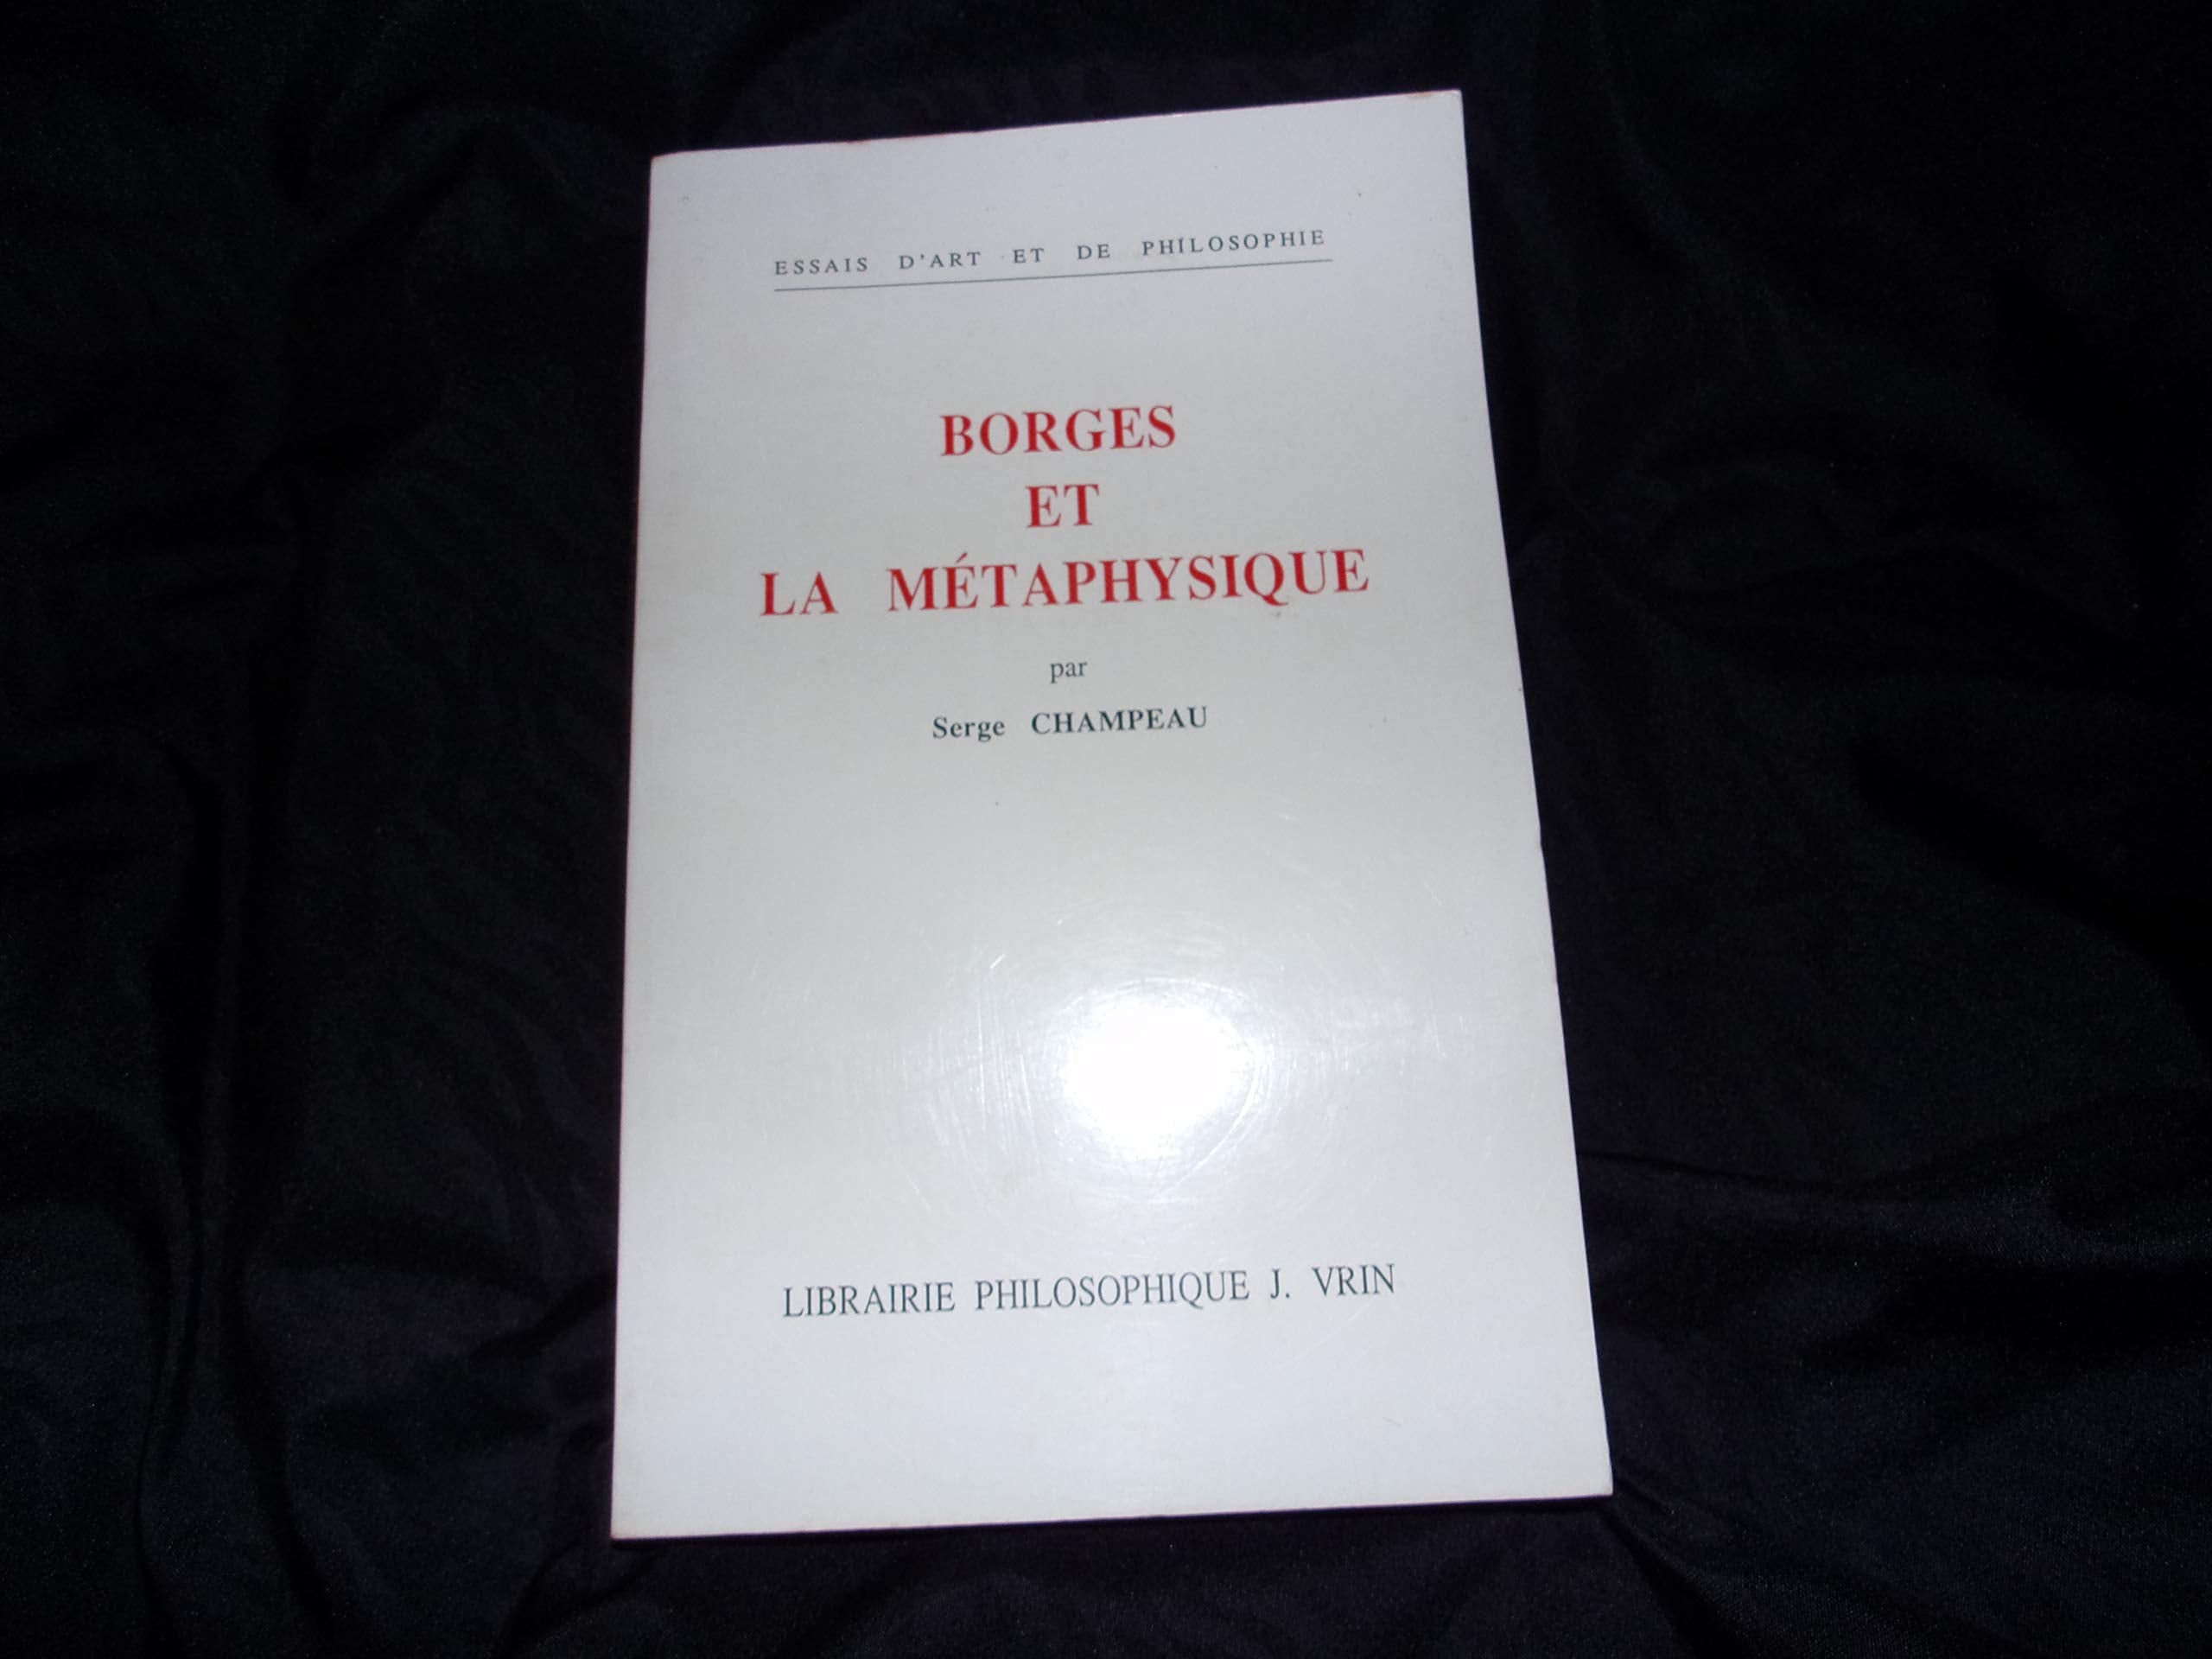 ESSAIS D'ART ET DE PHILOSOPHIE
BORGES
ET
LA MÉTAPHYSIQUE
par
Serge CHAMPEAU
LIBRAIRIE PHILOSOPHIQUE J. VRIN